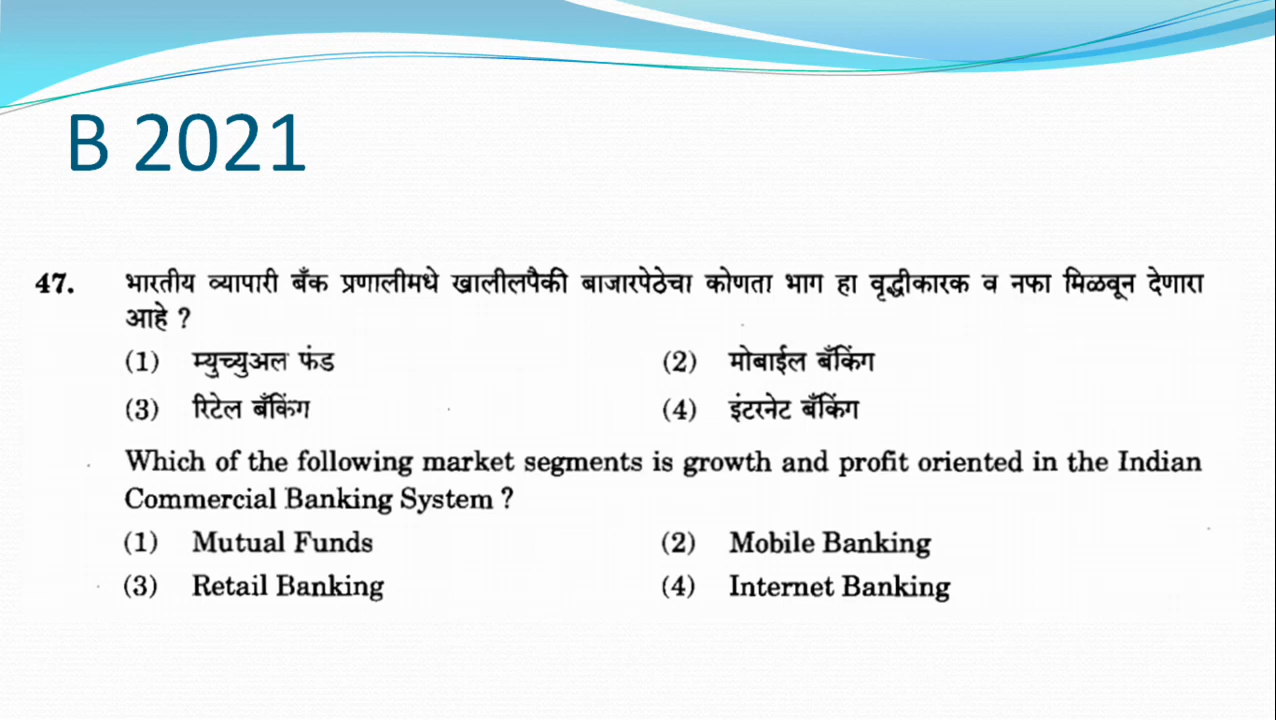 B 2021
47. भारतीय व्यापारी बँक प्रणालीमधे खालीलपैकी बाजारपेठेचा कोणता भाग हा वृद्धीकारक व नफा मिळवून देणारा
आहे ?
(1) म्युच्युअल फंड (2) मोबाईल बँकिंग
(3) रिटेल बँकिंग (4) इंटरनेट बँकिंग
Which of the following market segments is growth and profit oriented in the Indian
Commercial Banking System ?
(1) Mutual Funds (2) Mobile Banking
(3) Retail Banking (4) Internet Banking